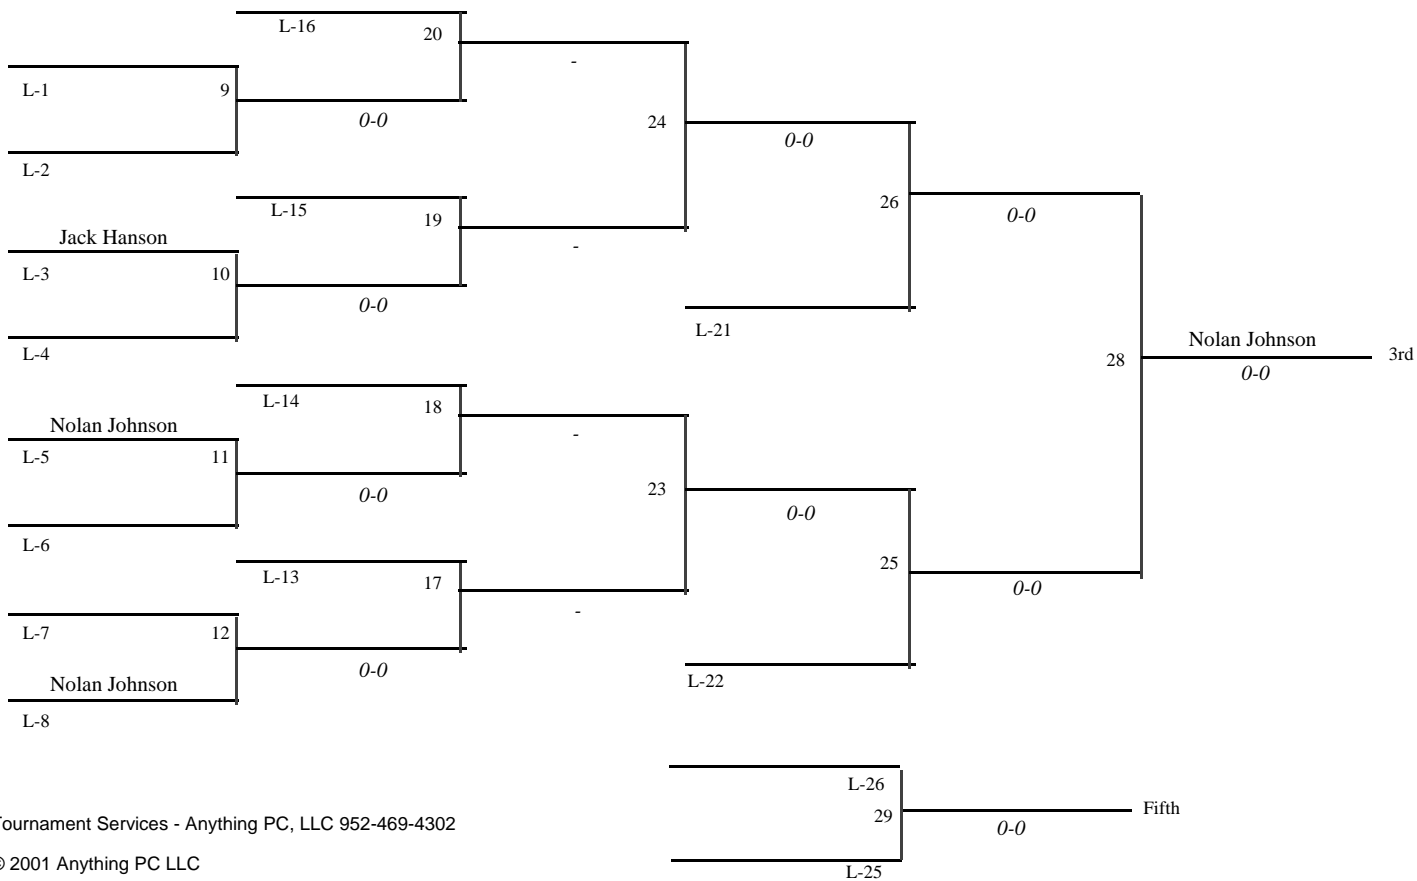 L-16
20
-
L-1
9
0-0
24
0-0
L-2
L-15
19
26
0-0
Jack Hanson
-
L-3
10
0-0
L-21
L-4
Nolan Johnson
3rd
28
0-0
L-14
18
Nolan Johnson
-
L-5
11
0-0
23
0-0
L-6
L-13
17
25
0-0
-
L-7
12
0-0
Nolan Johnson
L-22
L-8
L-26
29
Fifth
0-0
L-25
Tournament Services - Anything PC, LLC 952-469-4302
© 2001 Anything PC LLC